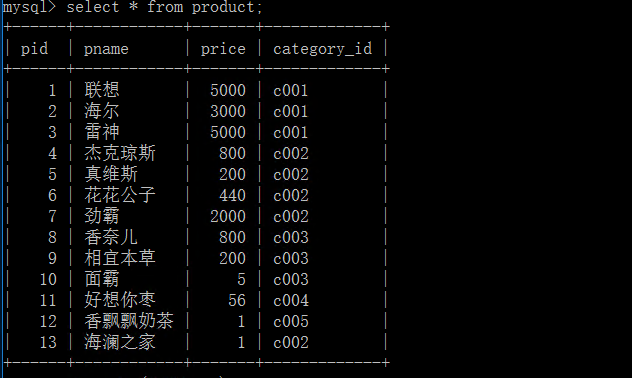 mysql> select * from product;
+------+------------+-------+-------------+
| pid | pname | price | category_id |
+------+------------+-------+-------------+
| 1 | 联想 | 5000 | c001 |
| 2 | 海尔 | 3000 | c001 |
| 3 | 雷神 | 5000 | c001 |
| 4 | 杰克琼斯 | 800 | c002 |
| 5 | 真维斯 | 200 | c002 |
| 6 | 花花公子 | 440 | c002 |
| 7 | 劲霸 | 2000 | c002 |
| 8 | 香奈儿 | 800 | c003 |
| 9 | 相宜本草 | 200 | c003 |
| 10 | 面霸 | 5 | c003 |
| 11 | 好想你枣 | 56 | c004 |
| 12 | 香飘飘奶茶 | 1 | c005 |
| 13 | 海澜之家 | 1 | c002 |
+------+------------+-------+-------------+